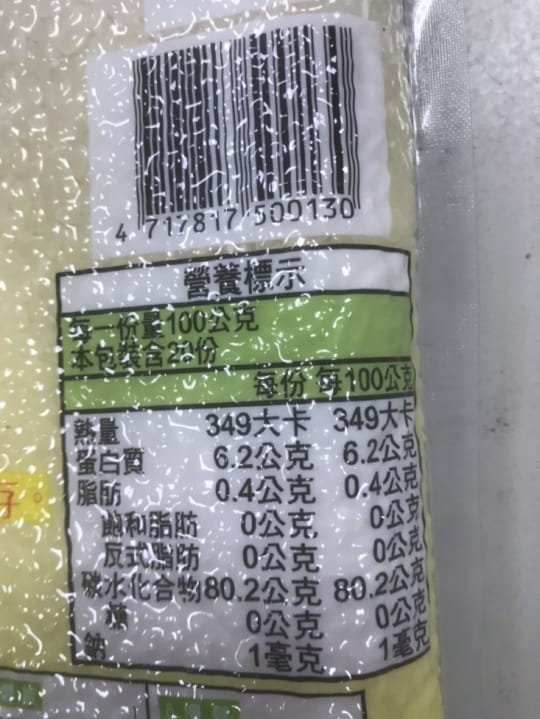 4 717817 500130
營養標示
每一份量100公克
本包裝含20份
每份 每100公克
熱量 349大卡 349大卡
蛋白質 6.2公克 6.2公克
脂肪 0.4公克 0.4公克
飽和脂肪 0公克 0公克
反式脂肪 0公克 0公克
碳水化合物 80.2公克 80.2公克
糖 0公克 0公克
鈉 1毫克 1毫克
存。